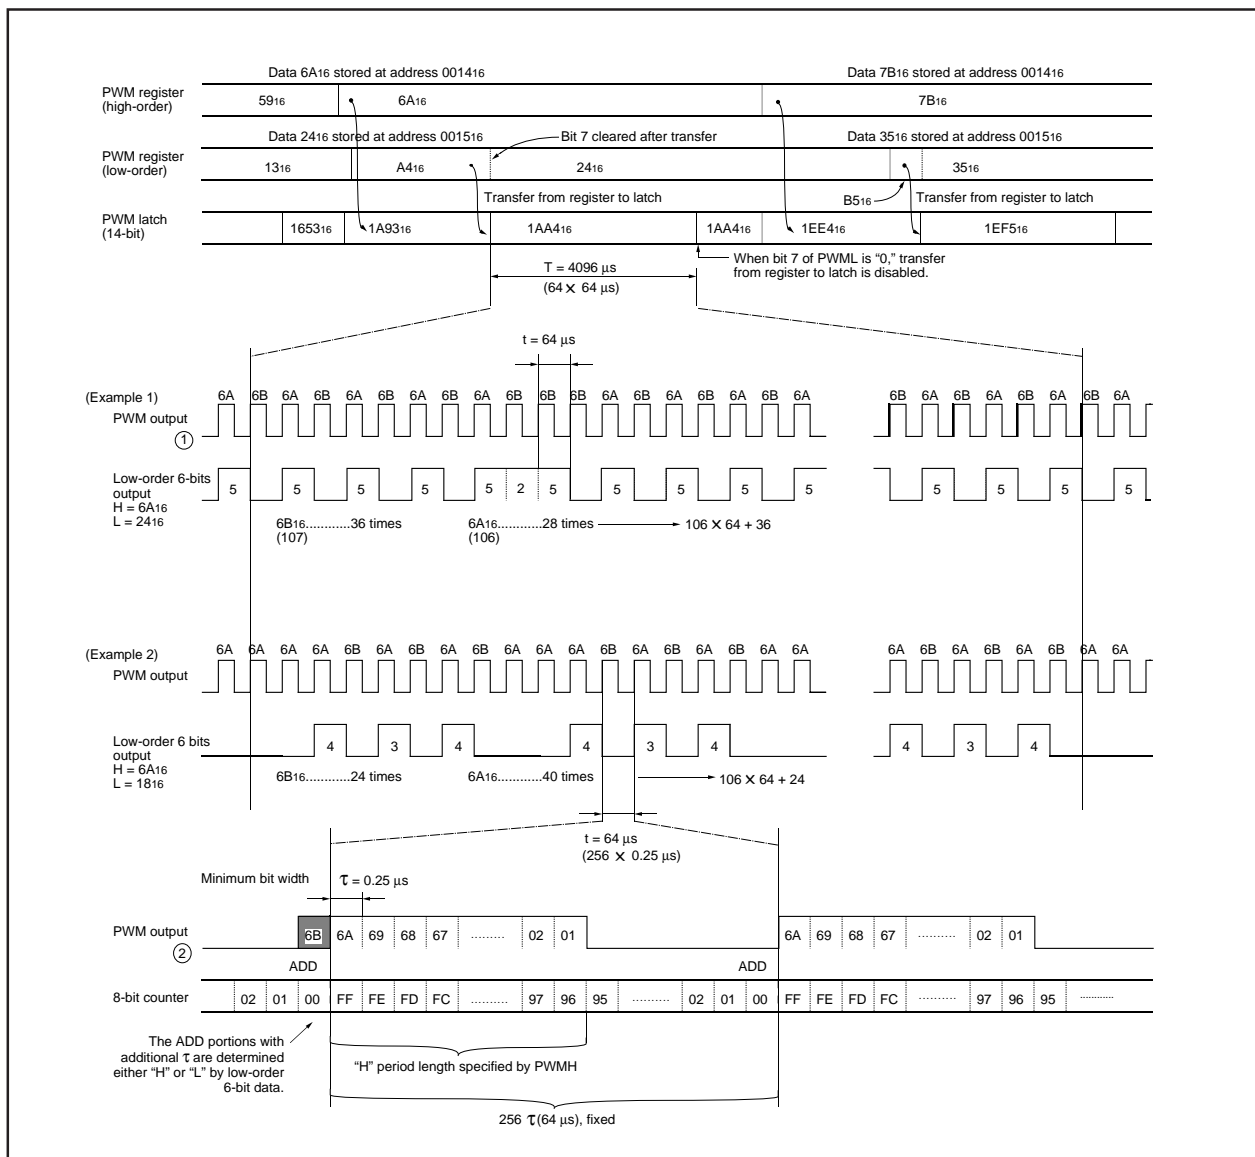 Data 6A16 stored at address 001416
Data 7B16 stored at address 001416
PWM register
(high-order)
5916
6A16
7B16
Data 2416 stored at address 001516
Bit 7 cleared after transfer
Data 3516 stored at address 001516
PWM register
(low-order)
1316
A416
2416
3516
Transfer from register to latch
B516
Transfer from register to latch
PWM latch
(14-bit)
165316
1A9316
1AA416
1AA416
1EE416
1EF516
When bit 7 of PWML is “0,” transfer
from register to latch is disabled.
T = 4096 μs
(64 × 64 μs)
t = 64 μs
(Example 1)
6A 6B 6A 6B 6A 6B 6A 6B 6A 6B 6B 6B 6A 6B 6A 6B 6A 6B 6A
6B 6A 6B 6A 6B 6A 6B 6A
PWM output
1
Low-order 6-bits
output
H = 6A16
L = 2416
5 5 5 5 5 2 5 5 5 5 5 5 5 5 5
6B16............36 times
(107)
6A16............28 times
(106)
106 × 64 + 36
(Example 2)
6A 6A 6A 6A 6B 6A 6B 6A 6B 6A 6A 6A 6B 6A 6B 6A 6B 6A 6A
6A 6B 6A 6B 6A 6B 6A 6A
PWM output
Low-order 6 bits
output
H = 6A16
L = 1816
4 3 4 4 3 4 4 3 4
6B16............24 times
6A16............40 times
106 × 64 + 24
t = 64 μs
(256 × 0.25 μs)
Minimum bit width
τ = 0.25 μs
PWM output
2
6B 6A 69 68 67 ......... 02 01
6A 69 68 67 ......... 02 01
ADD
ADD
8-bit counter
02 01 00 FF FE FD FC ......... 97 96 95 ......... 02 01 00 FF FE FD FC ......... 97 96 95 .........
The ADD portions with
additional τ are determined
either “H” or “L” by low-order
6-bit data.
“H” period length specified by PWMH
256 τ(64 μs), fixed